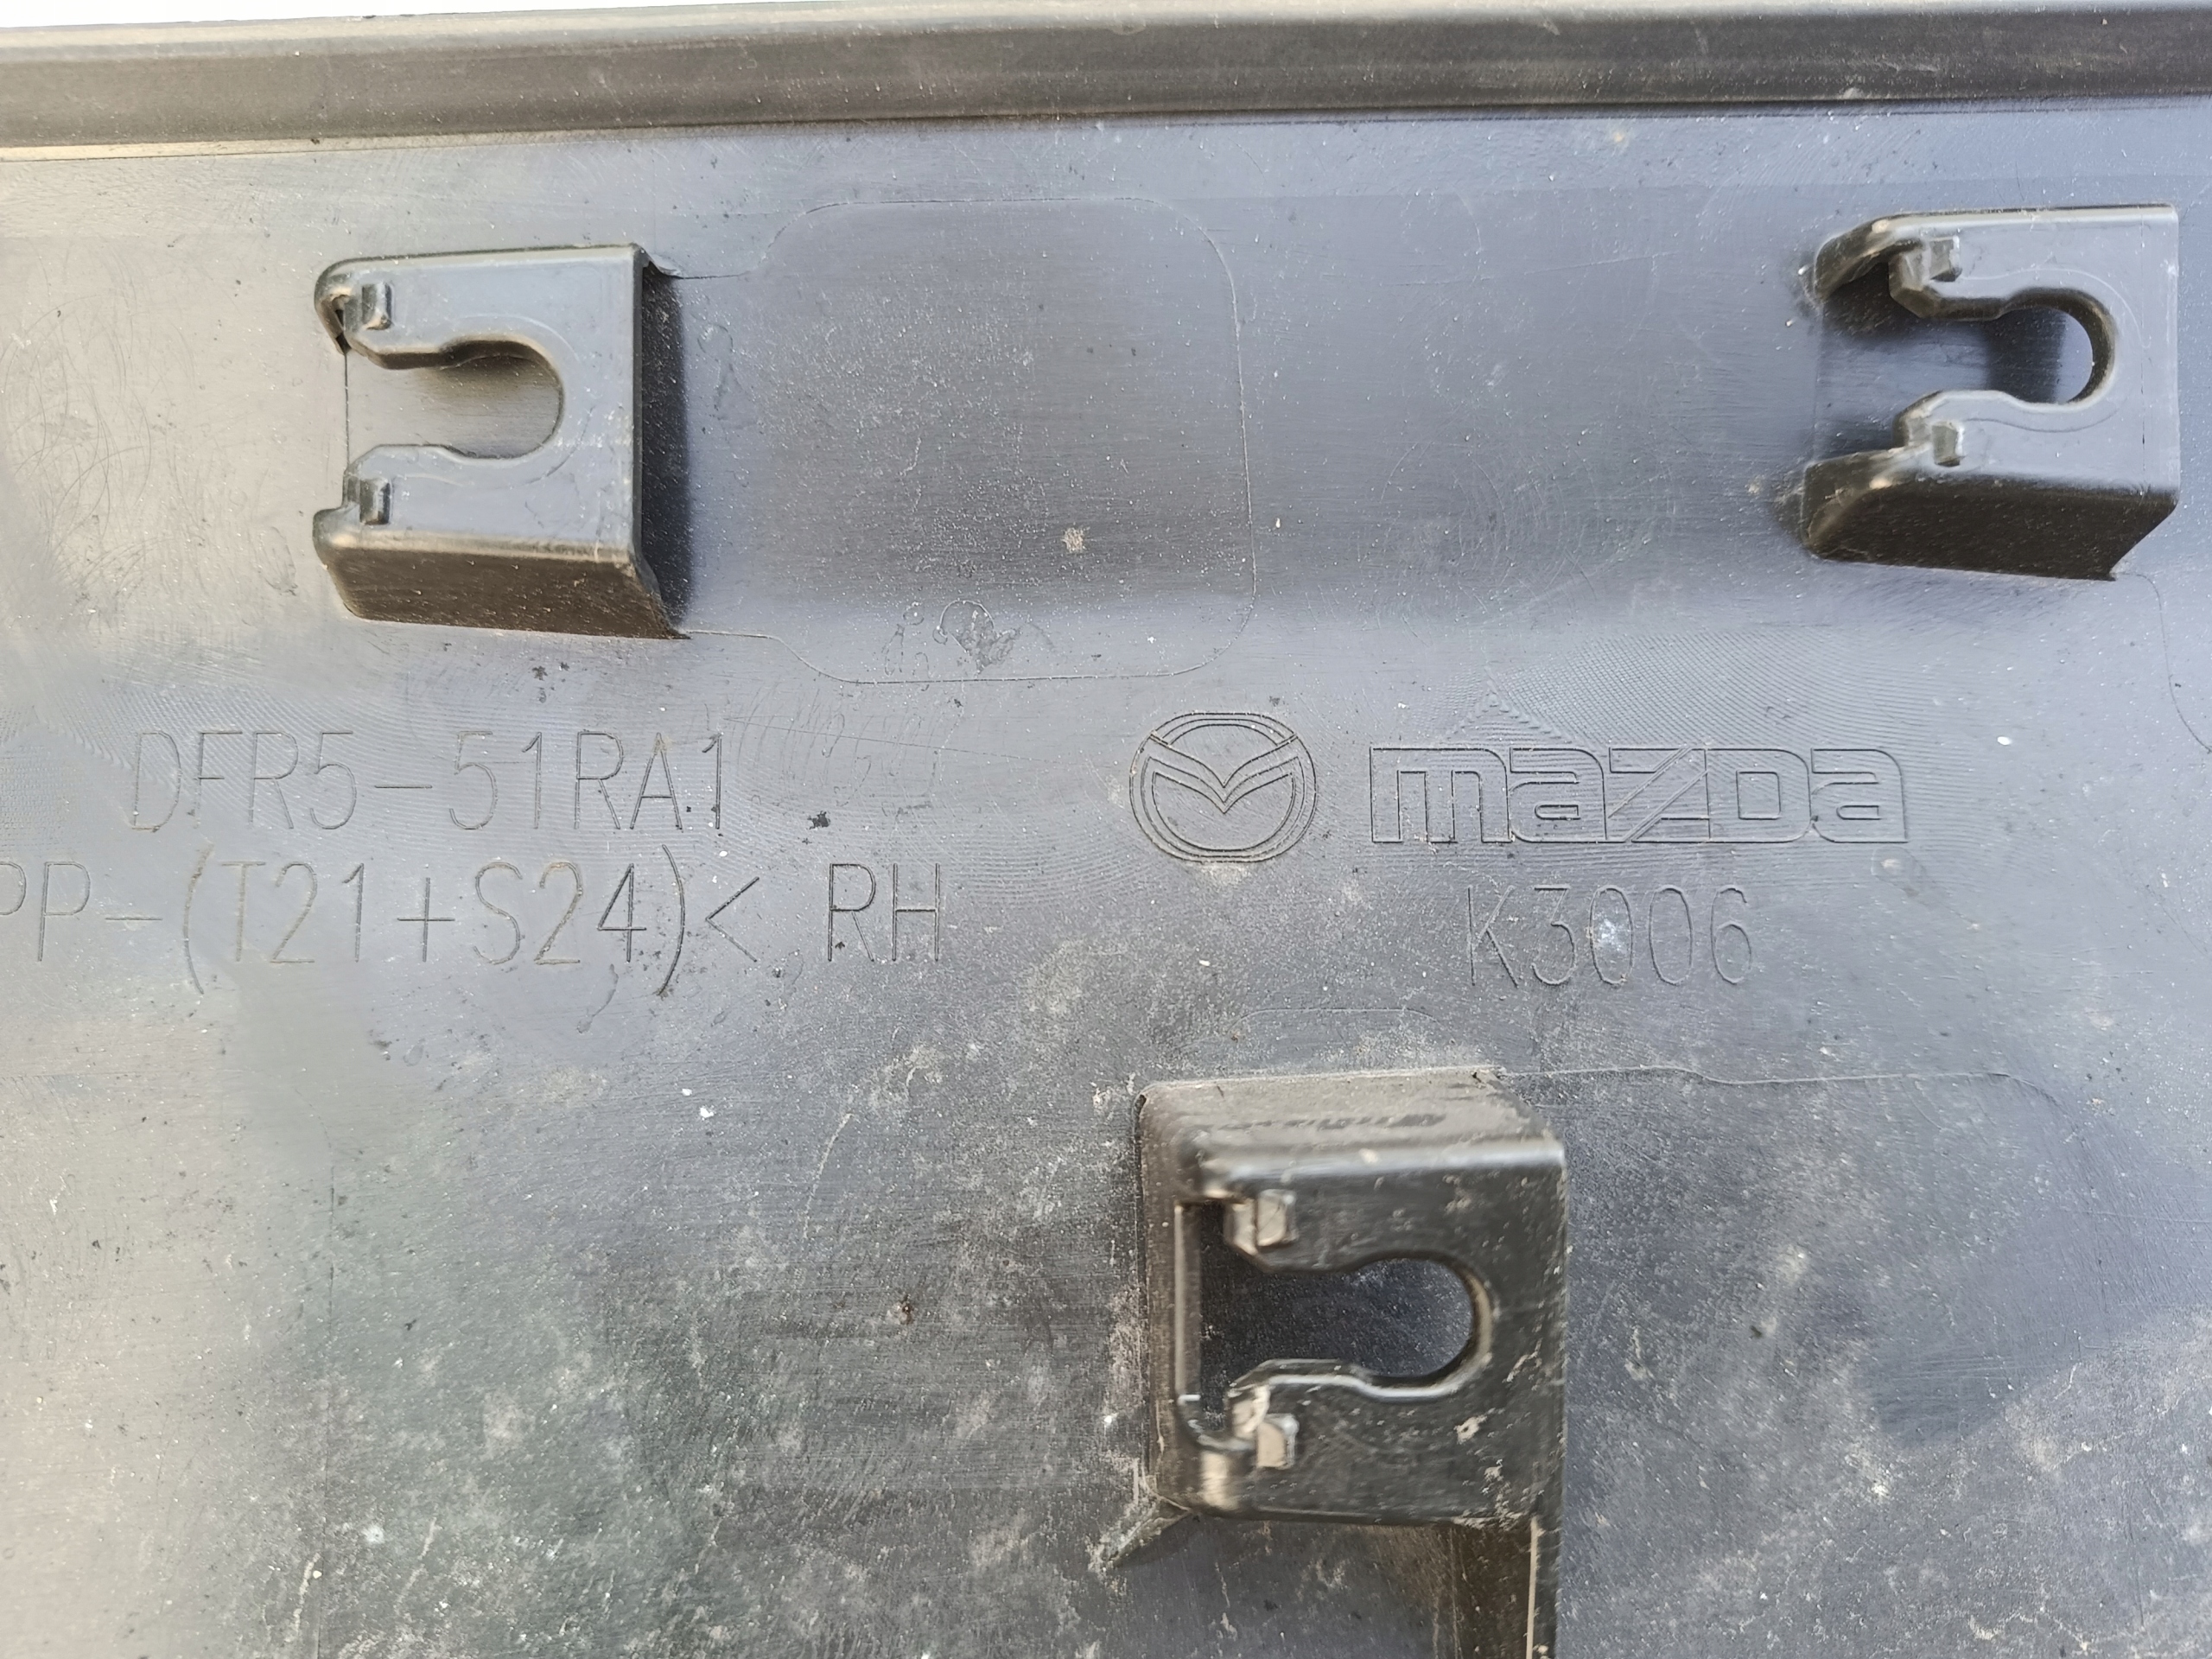 DFR5-51RA1
PP-(T21+S24)< RH
mazda
K3006